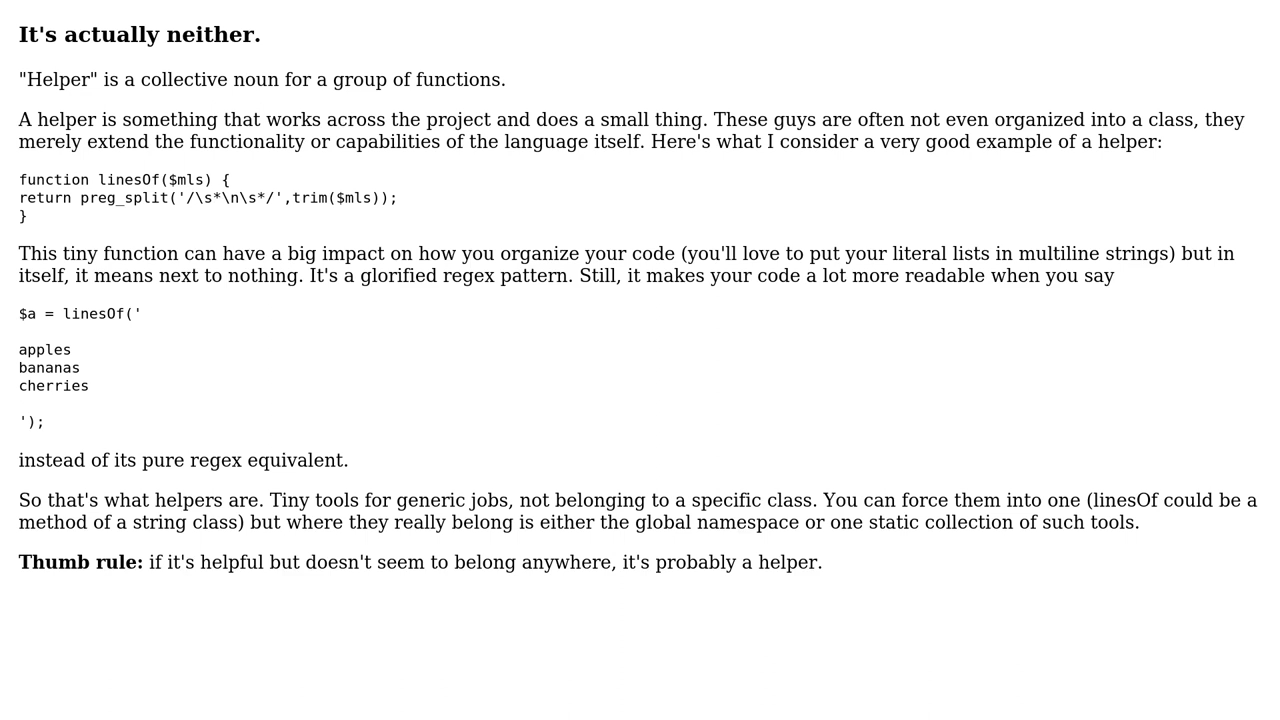 It's actually neither.
"Helper" is a collective noun for a group of functions.
A helper is something that works across the project and does a small thing. These guys are often not even organized into a class, they
merely extend the functionality or capabilities of the language itself. Here's what I consider a very good example of a helper:
function linesOf($mls) {
return preg_split('/\s*\n\s*/',trim($mls));
}
This tiny function can have a big impact on how you organize your code (you'll love to put your literal lists in multiline strings) but in
itself, it means next to nothing. It's a glorified regex pattern. Still, it makes your code a lot more readable when you say
$a = linesOf('
apples
bananas
cherries
');
instead of its pure regex equivalent.
So that's what helpers are. Tiny tools for generic jobs, not belonging to a specific class. You can force them into one (linesOf could be a
method of a string class) but where they really belong is either the global namespace or one static collection of such tools.
Thumb rule: if it's helpful but doesn't seem to belong anywhere, it's probably a helper.